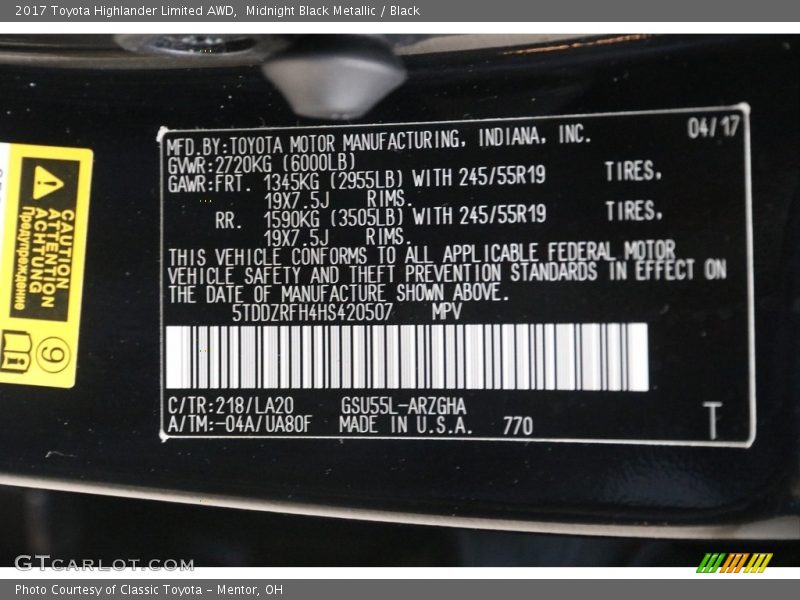 2017 Toyota Highlander Limited AWD,  Midnight Black Metallic / Black
MFD.BY:TOYOTA MOTOR MANUFACTURING, INDIANA, INC. 04/17
GVWR:2720KG (6000LB)
GAWR:FRT. 1345KG (2955LB) WITH 245/55R19 TIRES,
19X7.5J RIMS.
RR. 1590KG (3505LB) WITH 245/55R19 TIRES,
19X7.5J RIMS.
THIS VEHICLE CONFORMS TO ALL APPLICABLE FEDERAL MOTOR
VEHICLE SAFETY AND THEFT PREVENTION STANDARDS IN EFFECT ON
THE DATE OF MANUFACTURE SHOWN ABOVE.
5TDDZRFH4HS420507 MPV
C/TR:218/LA20 GSU55L-ARZGHA
A/TM:-04A/UA80F MADE IN U.S.A. 770
T
CAUTION
ATTENTION
ACHTUNG
Предупреждение
GTCARLOT.COM
Photo Courtesy of Classic Toyota - Mentor, OH